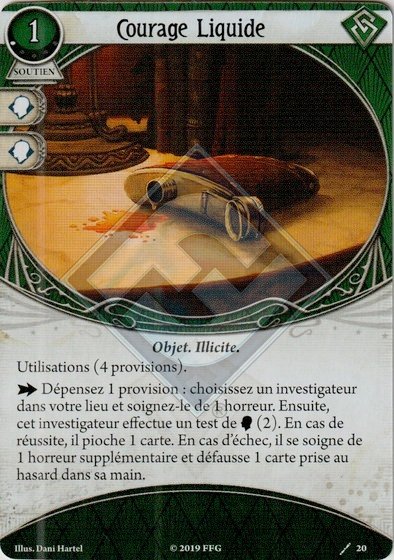 1
Courage Liquide
SOUTIEN
Objet. Illicite.
Utilisations (4 provisions).
Dépensez 1 provision : choisissez un investigateur
dans votre lieu et soignez-le de 1 horreur. Ensuite,
cet investigateur effectue un test de (2). En cas de
réussite, il pioche 1 carte. En cas d'échec, il se soigne de
1 horreur supplémentaire et défausse 1 carte prise au
hasard dans sa main.
Illus. Dani Hartel
© 2019 FFG
20